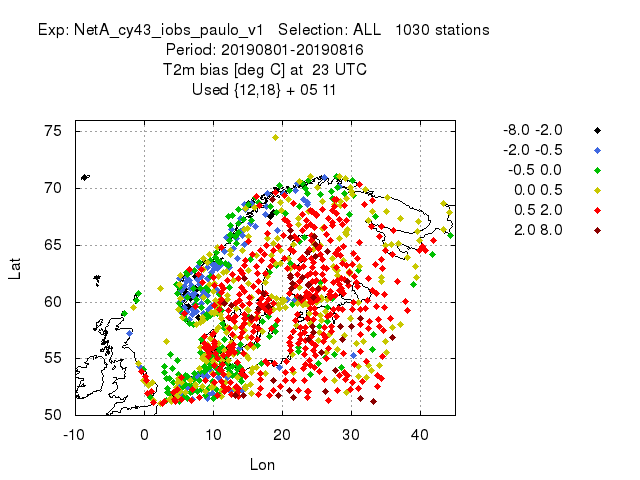 Exp: NetA_cy43_iobs_paulo_v1 Selection: ALL 1030 stations
Period: 20190801-20190816
T2m bias [deg C] at 23 UTC
Used {12,18} + 05 11
-8.0 -2.0
-2.0 -0.5
-0.5 0.0
0.0 0.5
0.5 2.0
2.0 8.0
75
70
65
60
55
50
Lat
-10 0 10 20 30 40
Lon